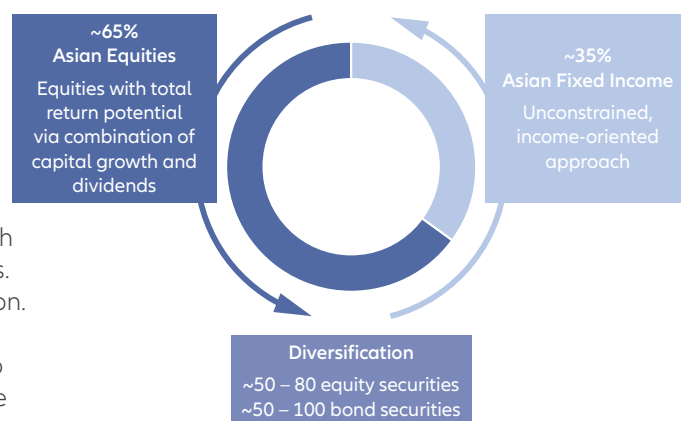 ~65%
Asian Equities
Equities with total
return potential
via combination of
capital growth and
dividends
~35%
Asian Fixed Income
Unconstrained,
income-oriented
approach
Diversification
~50 – 80 equity securities
~50 – 100 bond securities